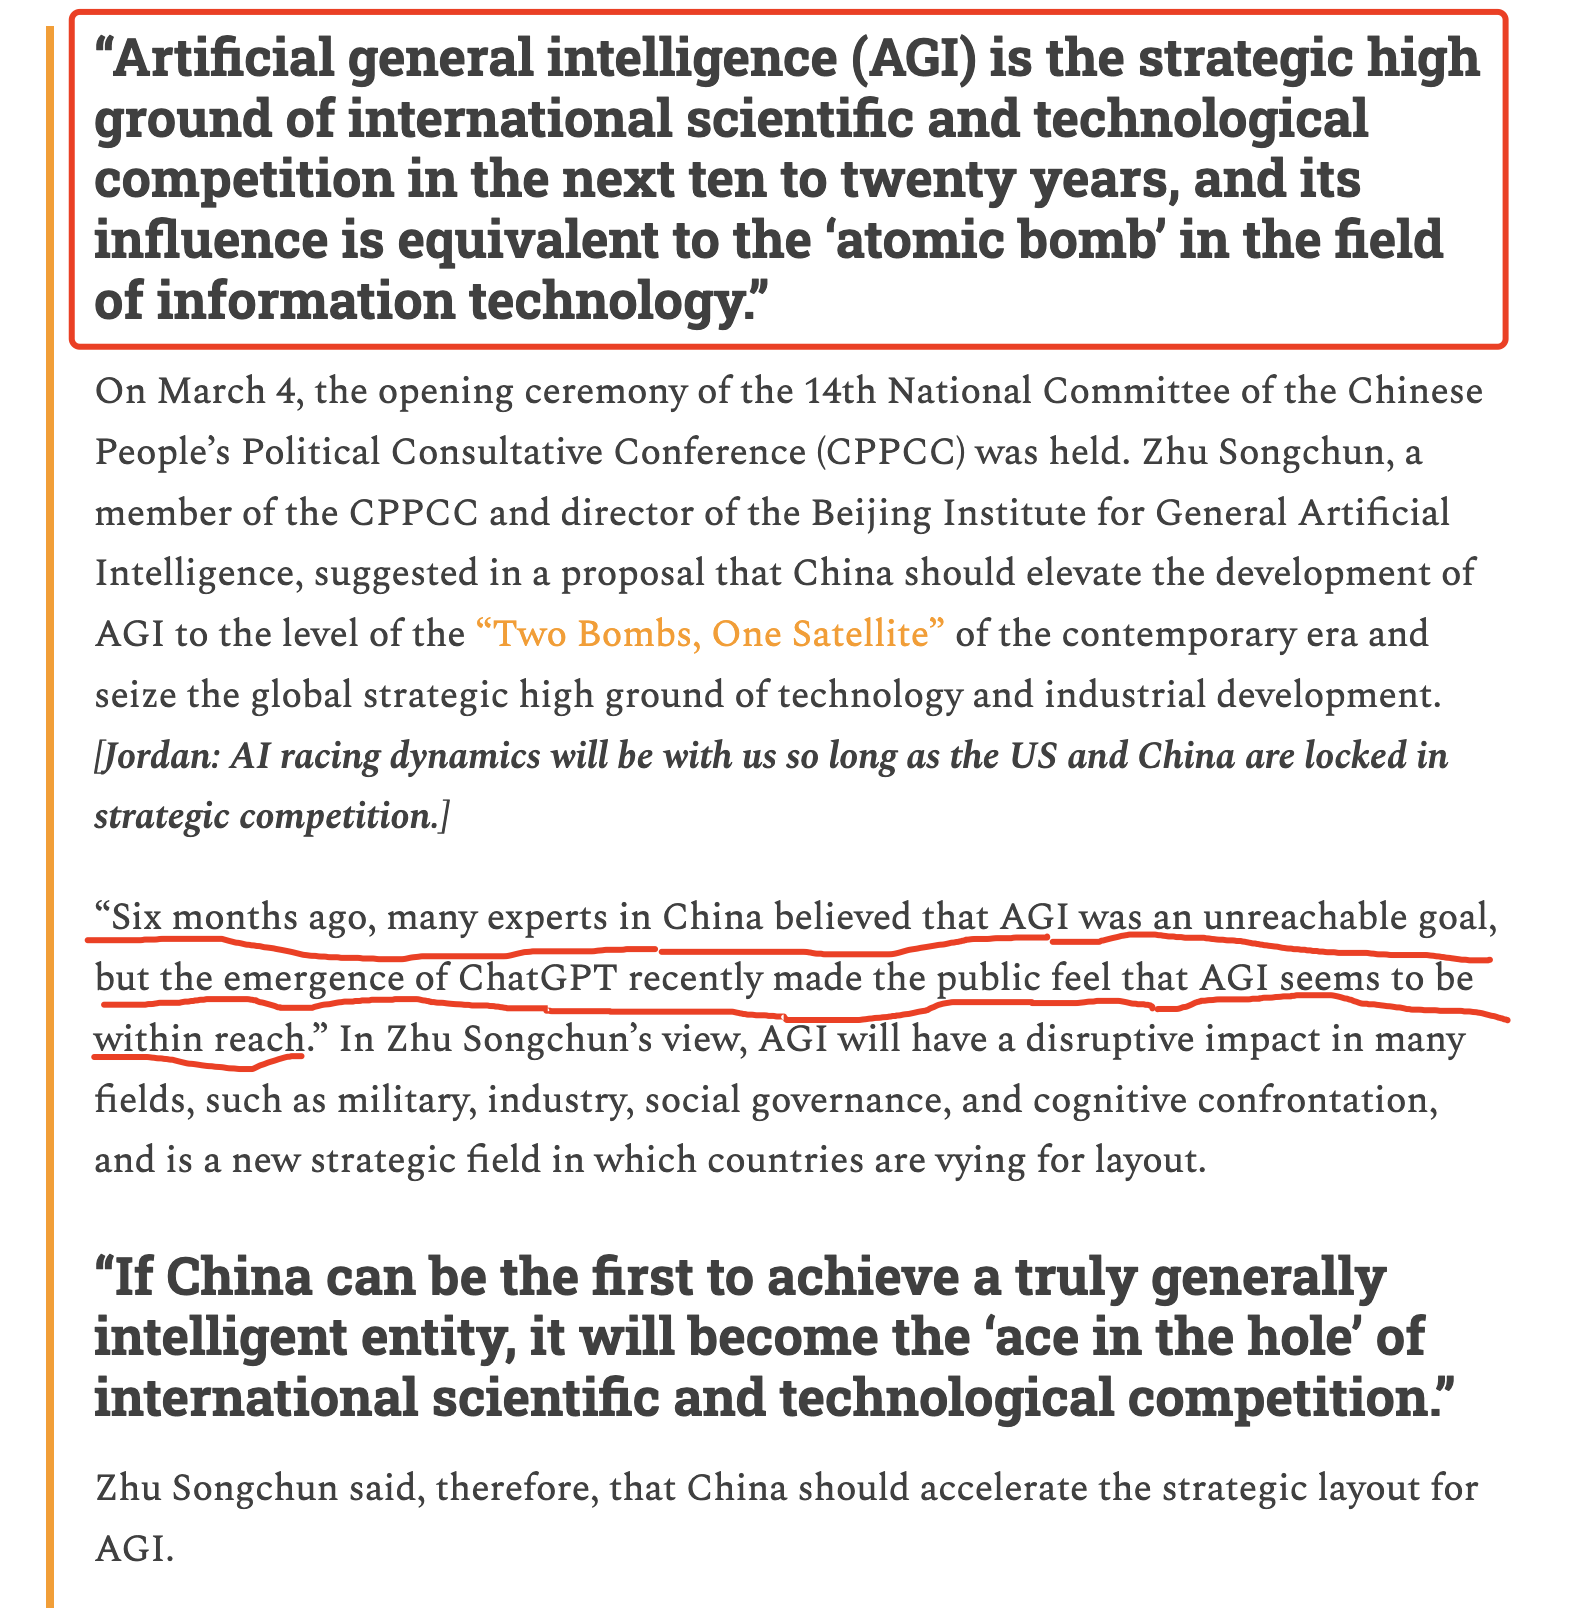 “Artificial general intelligence (AGI) is the strategic high
ground of international scientific and technological
competition in the next ten to twenty years, and its
influence is equivalent to the ‘atomic bomb’ in the field
of information technology.”
On March 4, the opening ceremony of the 14th National Committee of the Chinese
People’s Political Consultative Conference (CPPCC) was held. Zhu Songchun, a
member of the CPPCC and director of the Beijing Institute for General Artificial
Intelligence, suggested in a proposal that China should elevate the development of
AGI to the level of the “Two Bombs, One Satellite” of the contemporary era and
seize the global strategic high ground of technology and industrial development.
[Jordan: AI racing dynamics will be with us so long as the US and China are locked in
strategic competition.]
“Six months ago, many experts in China believed that AGI was an unreachable goal,
but the emergence of ChatGPT recently made the public feel that AGI seems to be
within reach.” In Zhu Songchun’s view, AGI will have a disruptive impact in many
fields, such as military, industry, social governance, and cognitive confrontation,
and is a new strategic field in which countries are vying for layout.
“If China can be the first to achieve a truly generally
intelligent entity, it will become the ‘ace in the hole’ of
international scientific and technological competition.”
Zhu Songchun said, therefore, that China should accelerate the strategic layout for
AGI.